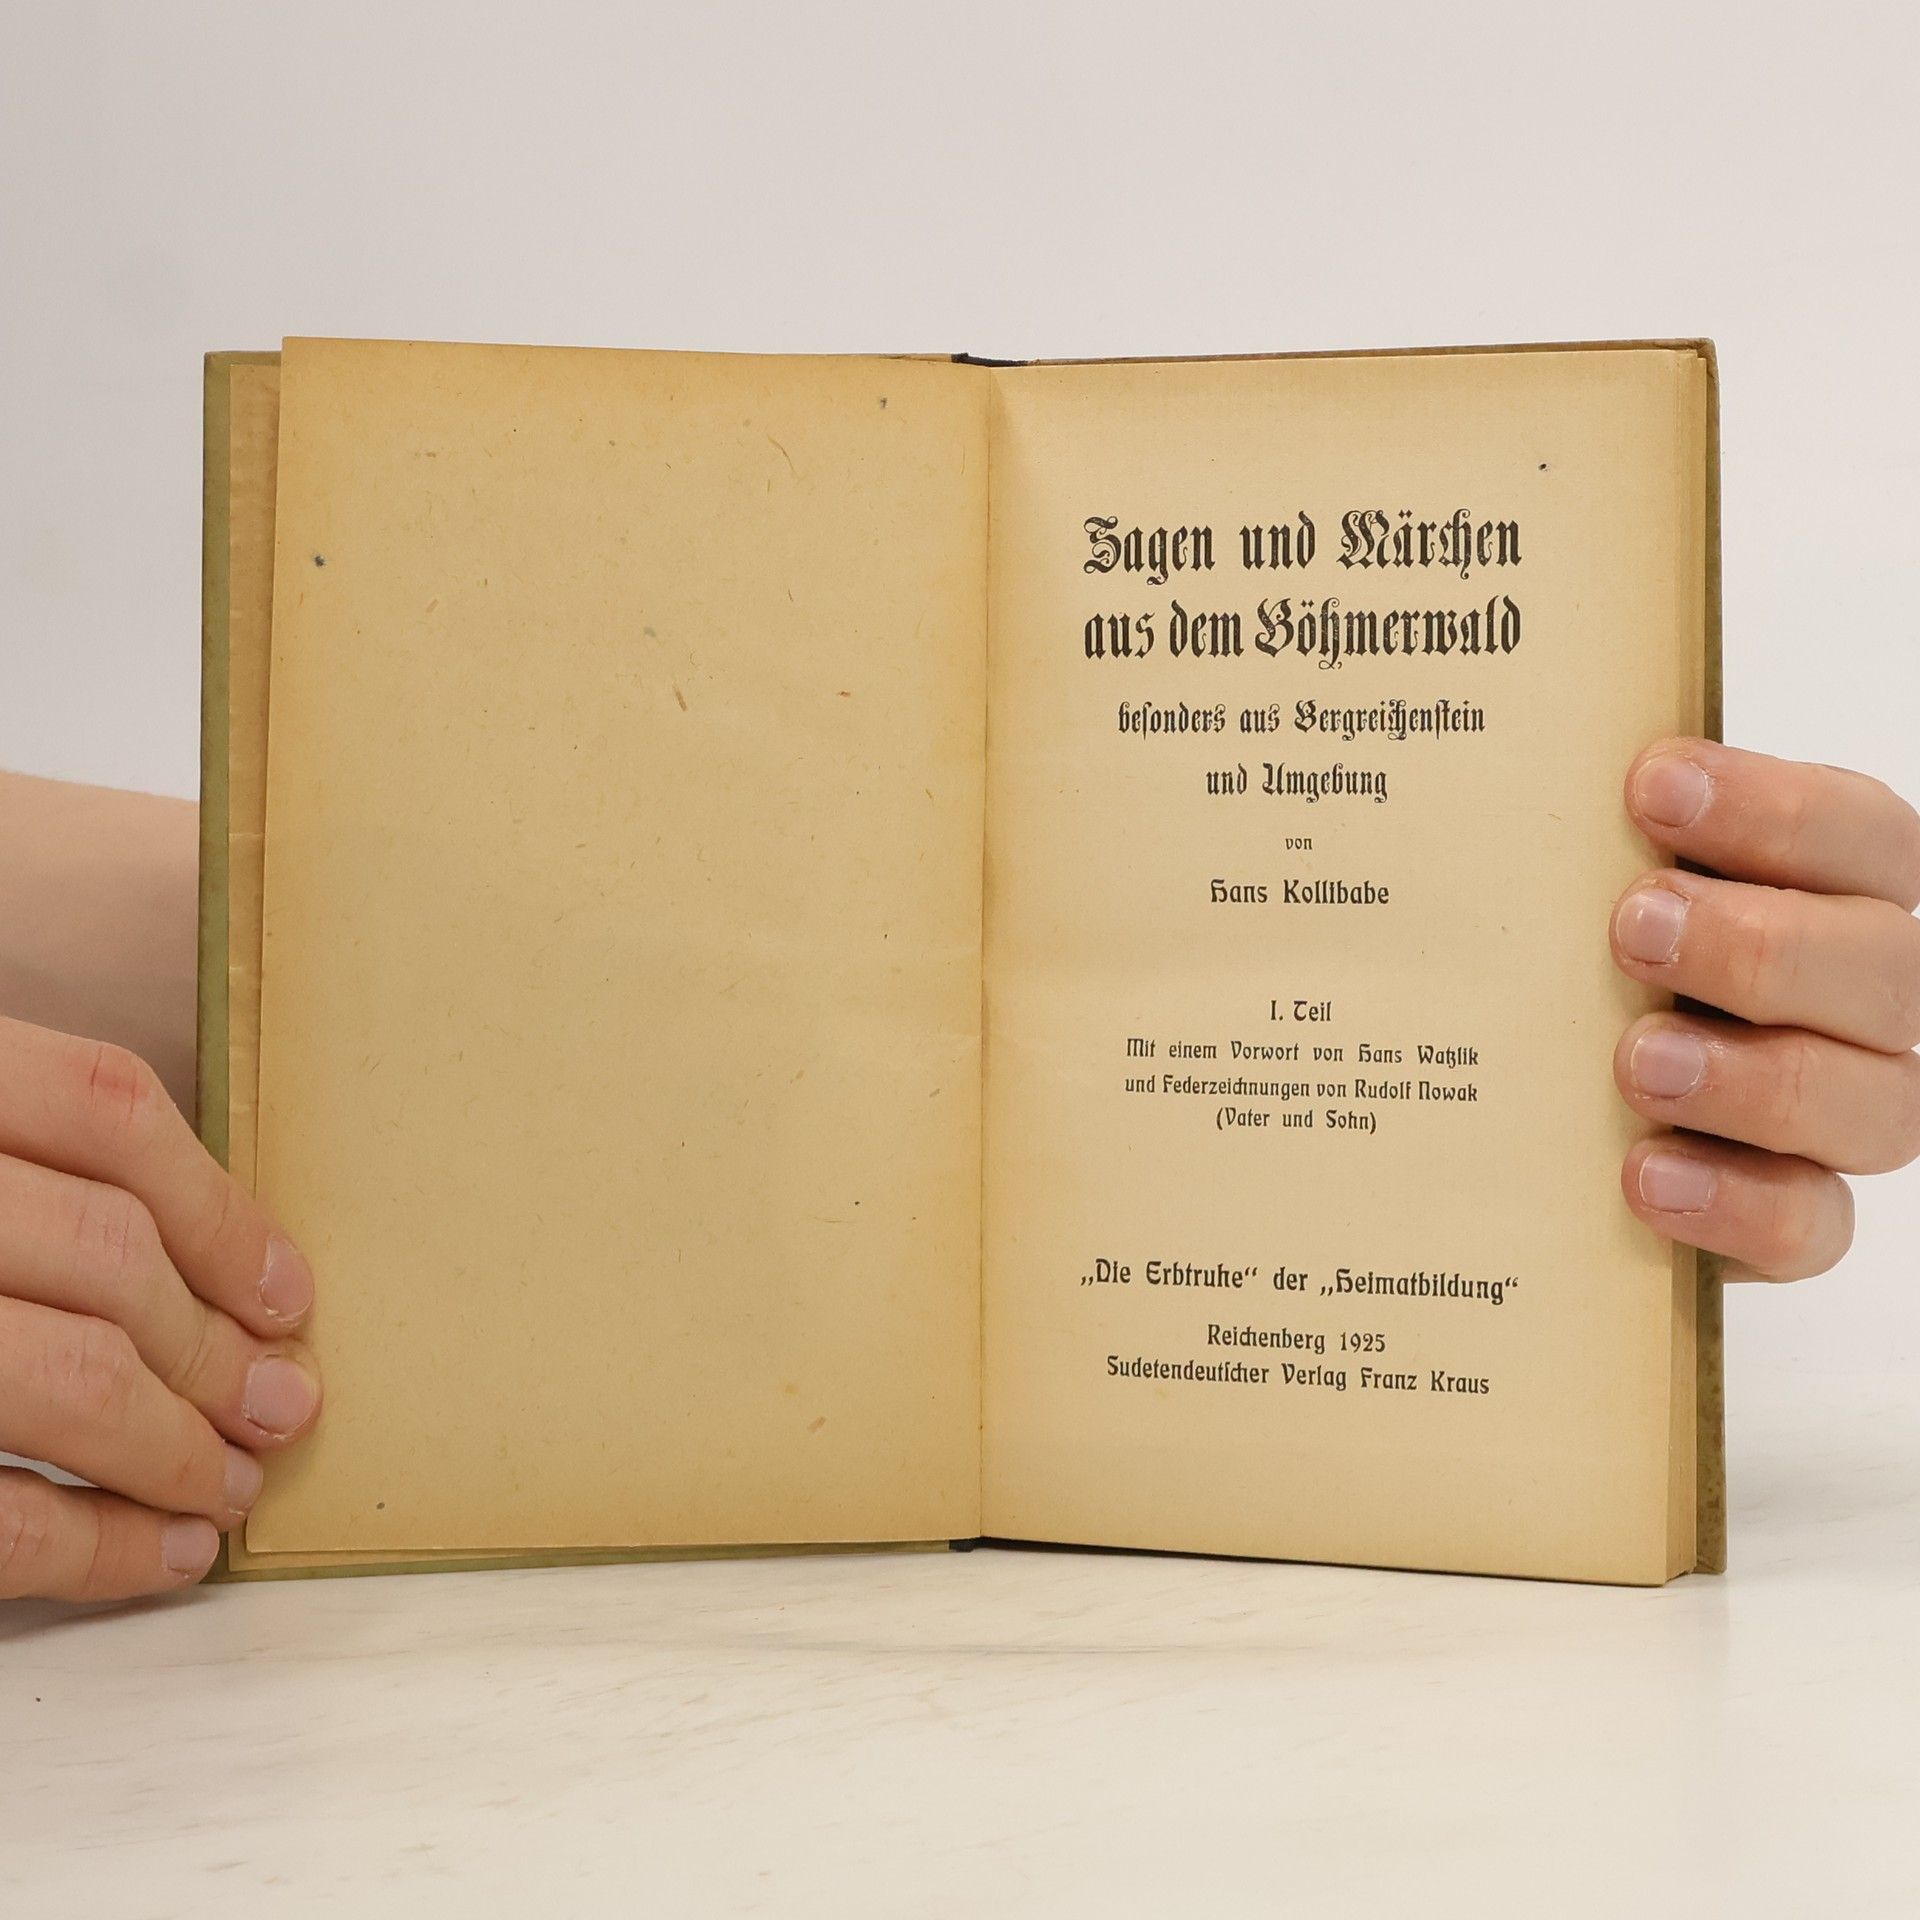 Sagen und Märchen
aus dem Böhmerwald
beſonders aus Bergreichenſtein
und Umgebung
von
Hans Kollibabe
I. Teil
Mit einem Vorwort von Hans Watzlik
und Federzeichnungen von Rudolf Nowak
(Vater und Sohn)
„Die Erbtruhe“ der „Heimatbildung“
Reichenberg 1925
Sudetendeutſcher Verlag Franz Kraus